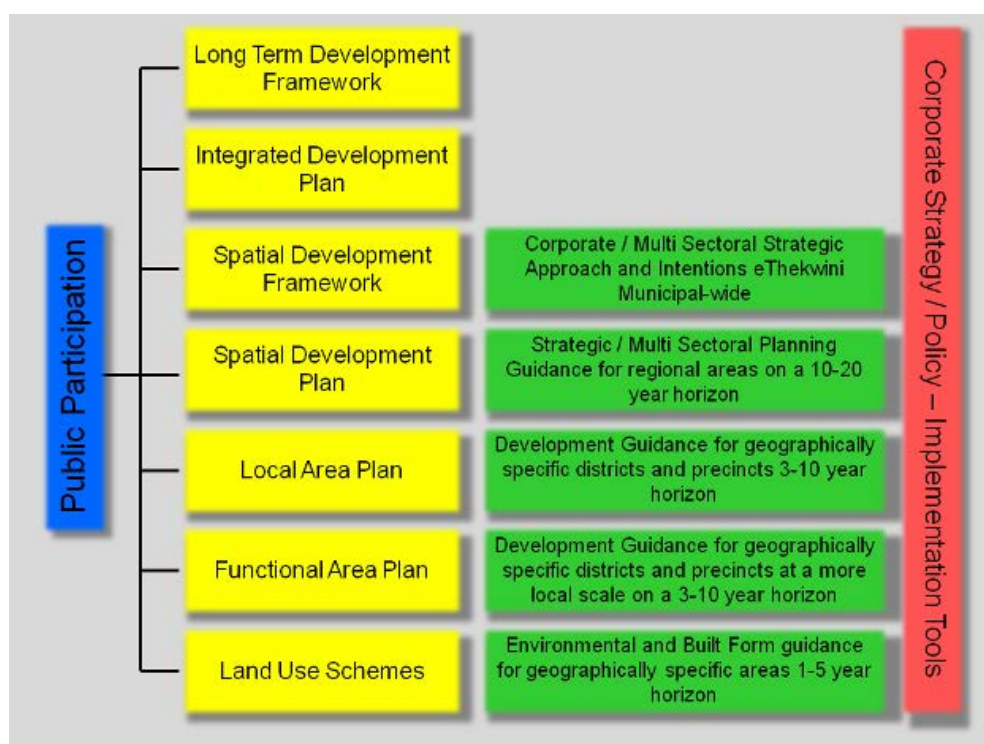 Public Participation
Long Term Development
Framework
Integrated Development
Plan
Spatial Development
Framework
Corporate / Multi Sectoral Strategic
Approach and Intentions eThekwini
Municipal-wide
Spatial Development
Plan
Strategic / Multi Sectoral Planning
Guidance for regional areas on a 10-20
year horizon
Local Area Plan
Development Guidance for geographically
specific districts and precincts 3-10 year
horizon
Functional Area Plan
Development Guidance for geographically
specific districts and precincts at a more
local scale on a 3-10 year horizon
Land Use Schemes
Environmental and Built Form guidance
for geographically specific areas 1-5 year
horizon
Corporate Strategy / Policy – Implementation Tools